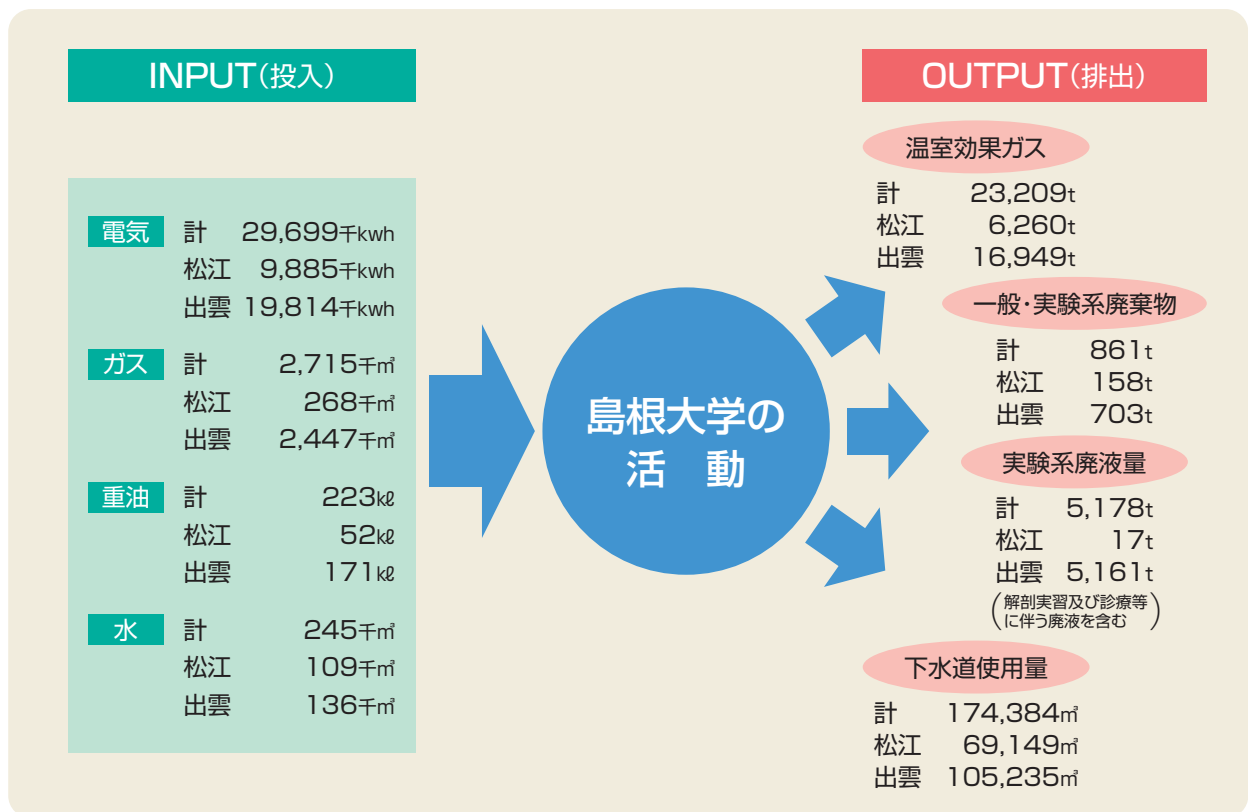 INPUT(投入)
電気 計 29,699千kwh
松江 9,885千kwh
出雲 19,814千kwh
ガス 計 2,715千㎥
松江 268千㎥
出雲 2,447千㎥
重油 計 223kℓ
松江 52kℓ
出雲 171kℓ
水 計 245千㎥
松江 109千㎥
出雲 136千㎥
島根大学の
活動
OUTPUT(排出)
温室効果ガス
計 23,209t
松江 6,260t
出雲 16,949t
一般・実験系廃棄物
計 861t
松江 158t
出雲 703t
実験系廃液量
計 5,178t
松江 17t
出雲 5,161t
(解剖実習及び診療等
に伴う廃液を含む)
下水道使用量
計 174,384㎥
松江 69,149㎥
出雲 105,235㎥